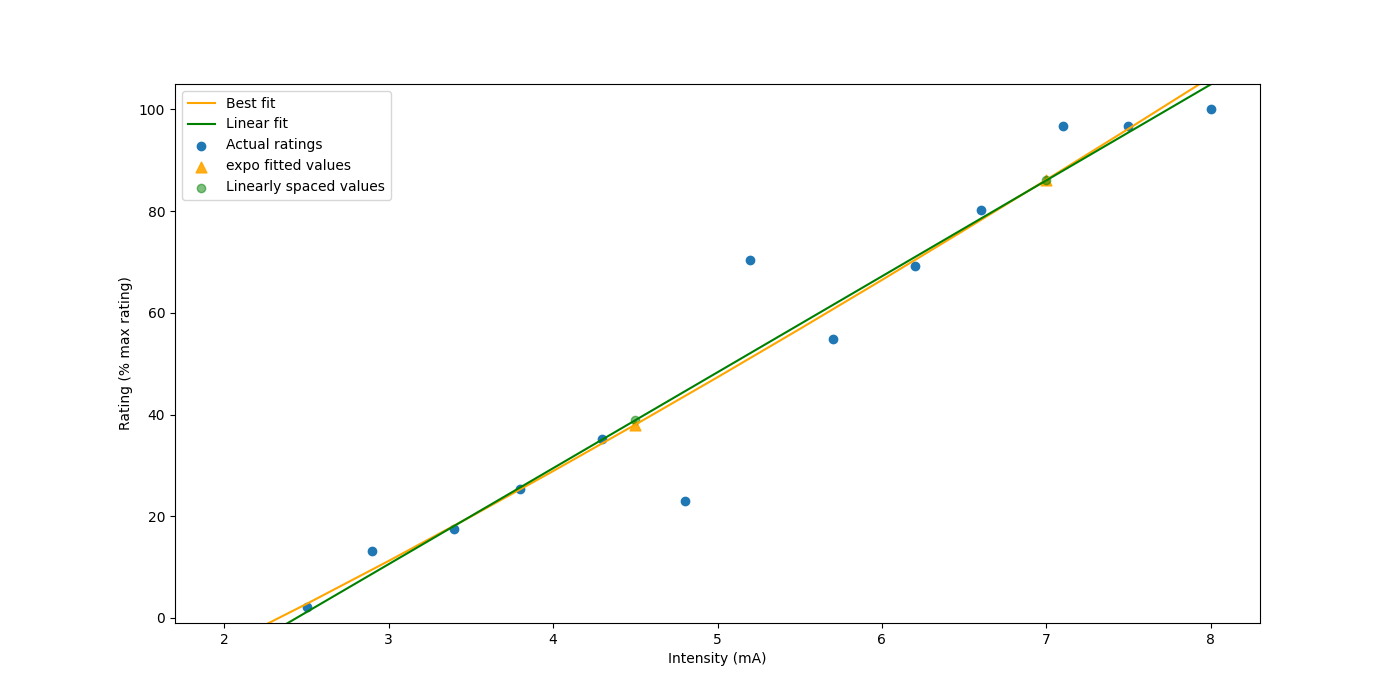 Best fit
Linear fit
Actual ratings
expo fitted values
Linearly spaced values
100
80
60
40
20
0
Rating (% max rating)
2 3 4 5 6 7 8
Intensity (mA)